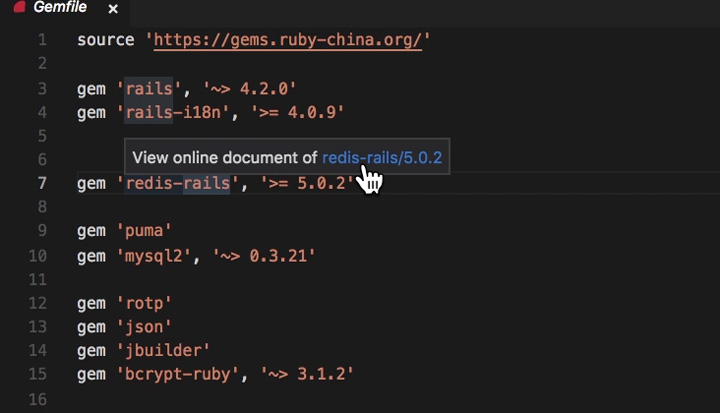 Gemfile ×
1 source 'https://gems.ruby-china.org/'
2
3 gem 'rails', '~> 4.2.0'
4 gem 'rails-i18n', '>= 4.0.9'
5
6
View online document of redis-rails/5.0.2
7 gem 'redis-rails', '>= 5.0.2'
8
9 gem 'puma'
10 gem 'mysql2', '~> 0.3.21'
11
12 gem 'rotp'
13 gem 'json'
14 gem 'jbuilder'
15 gem 'bcrypt-ruby', '~> 3.1.2'
16